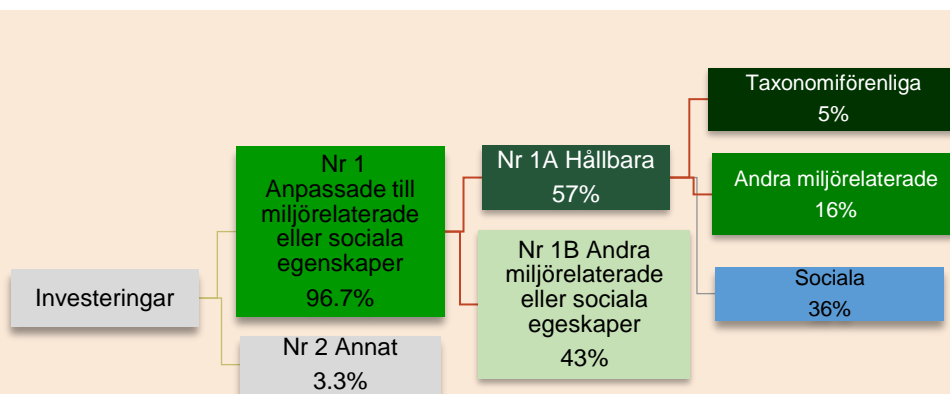 Investeringar
Nr 1
Anpassade till
miljörelaterade
eller sociala
egenskaper
96.7%
Nr 2 Annat
3.3%
Nr 1A Hållbara
57%
Nr 1B Andra
miljörelaterade
eller sociala
egeskaper
43%
Taxonomiförenliga
5%
Andra miljörelaterade
16%
Sociala
36%